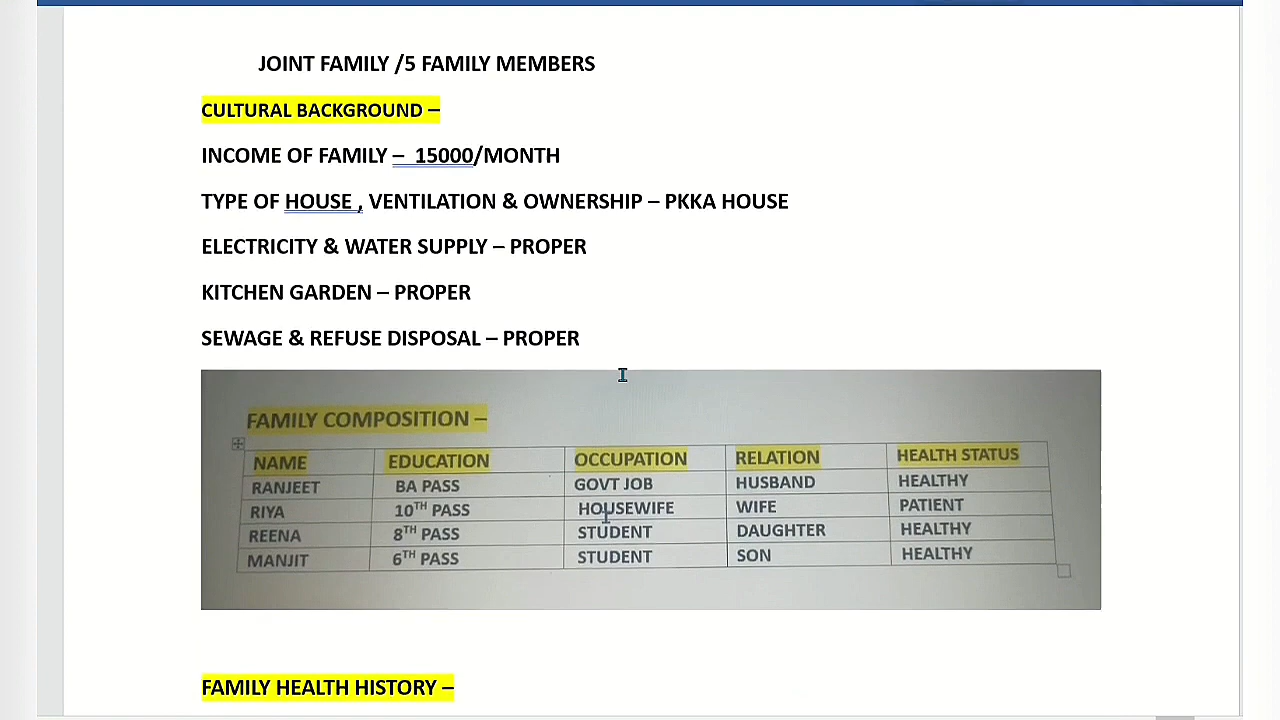 JOINT FAMILY /5 FAMILY MEMBERS
CULTURAL BACKGROUND –
INCOME OF FAMILY – 15000/MONTH
TYPE OF HOUSE , VENTILATION & OWNERSHIP – PKKA HOUSE
ELECTRICITY & WATER SUPPLY – PROPER
KITCHEN GARDEN – PROPER
SEWAGE & REFUSE DISPOSAL – PROPER
FAMILY COMPOSITION –
NAME EDUCATION OCCUPATION RELATION HEALTH STATUS
RANJEET BA PASS GOVT JOB HUSBAND HEALTHY
RIYA 10TH PASS HOUSEWIFE WIFE PATIENT
REENA 8TH PASS STUDENT DAUGHTER HEALTHY
MANJIT 6TH PASS STUDENT SON HEALTHY
FAMILY HEALTH HISTORY –